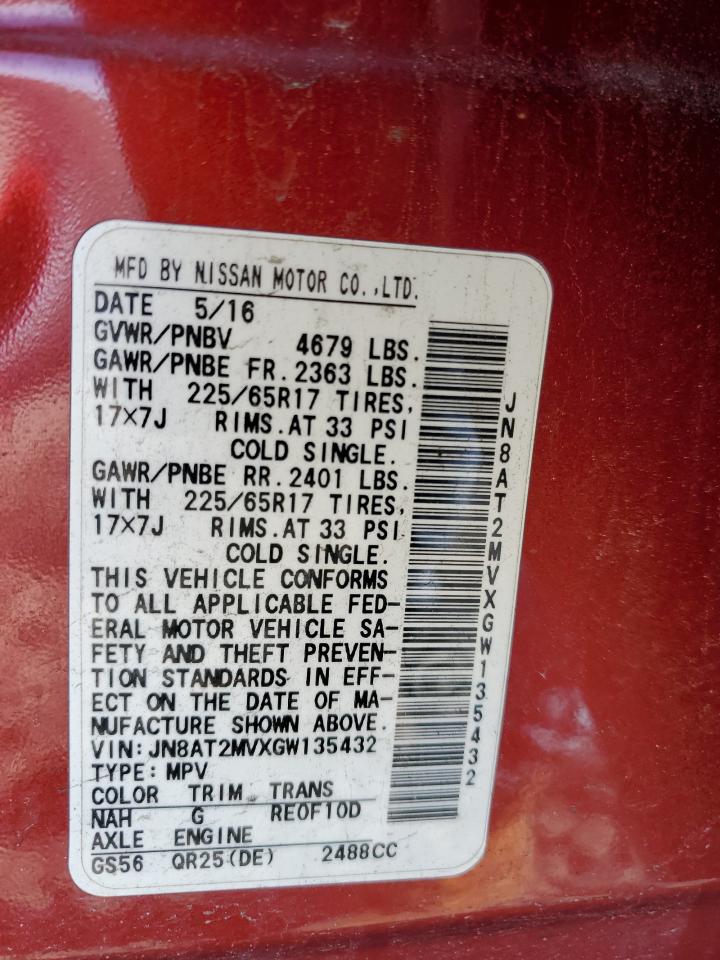 MFD BY NISSAN MOTOR CO.,LTD.
DATE 5/16
GVWR/PNBV 4679 LBS.
GAWR/PNBE FR. 2363 LBS.
WITH 225/65R17 TIRES,
17×7J RIMS.AT 33 PSI
COLD SINGLE.
GAWR/PNBE RR. 2401 LBS.
WITH 225/65R17 TIRES,
17×7J RIMS.AT 33 PSI
COLD SINGLE.
THIS VEHICLE CONFORMS
TO ALL APPLICABLE FED-
ERAL MOTOR VEHICLE SA-
FETY AND THEFT PREVEN-
TION STANDARDS IN EFF-
ECT ON THE DATE OF MA-
NUFACTURE SHOWN ABOVE.
VIN:JN8AT2MVXGW135432
TYPE:MPV
COLOR TRIM TRANS
NAH G RE0F10D
AXLE ENGINE
GS56 QR25(DE) 2488CC
JN8AT2MVXGW135432